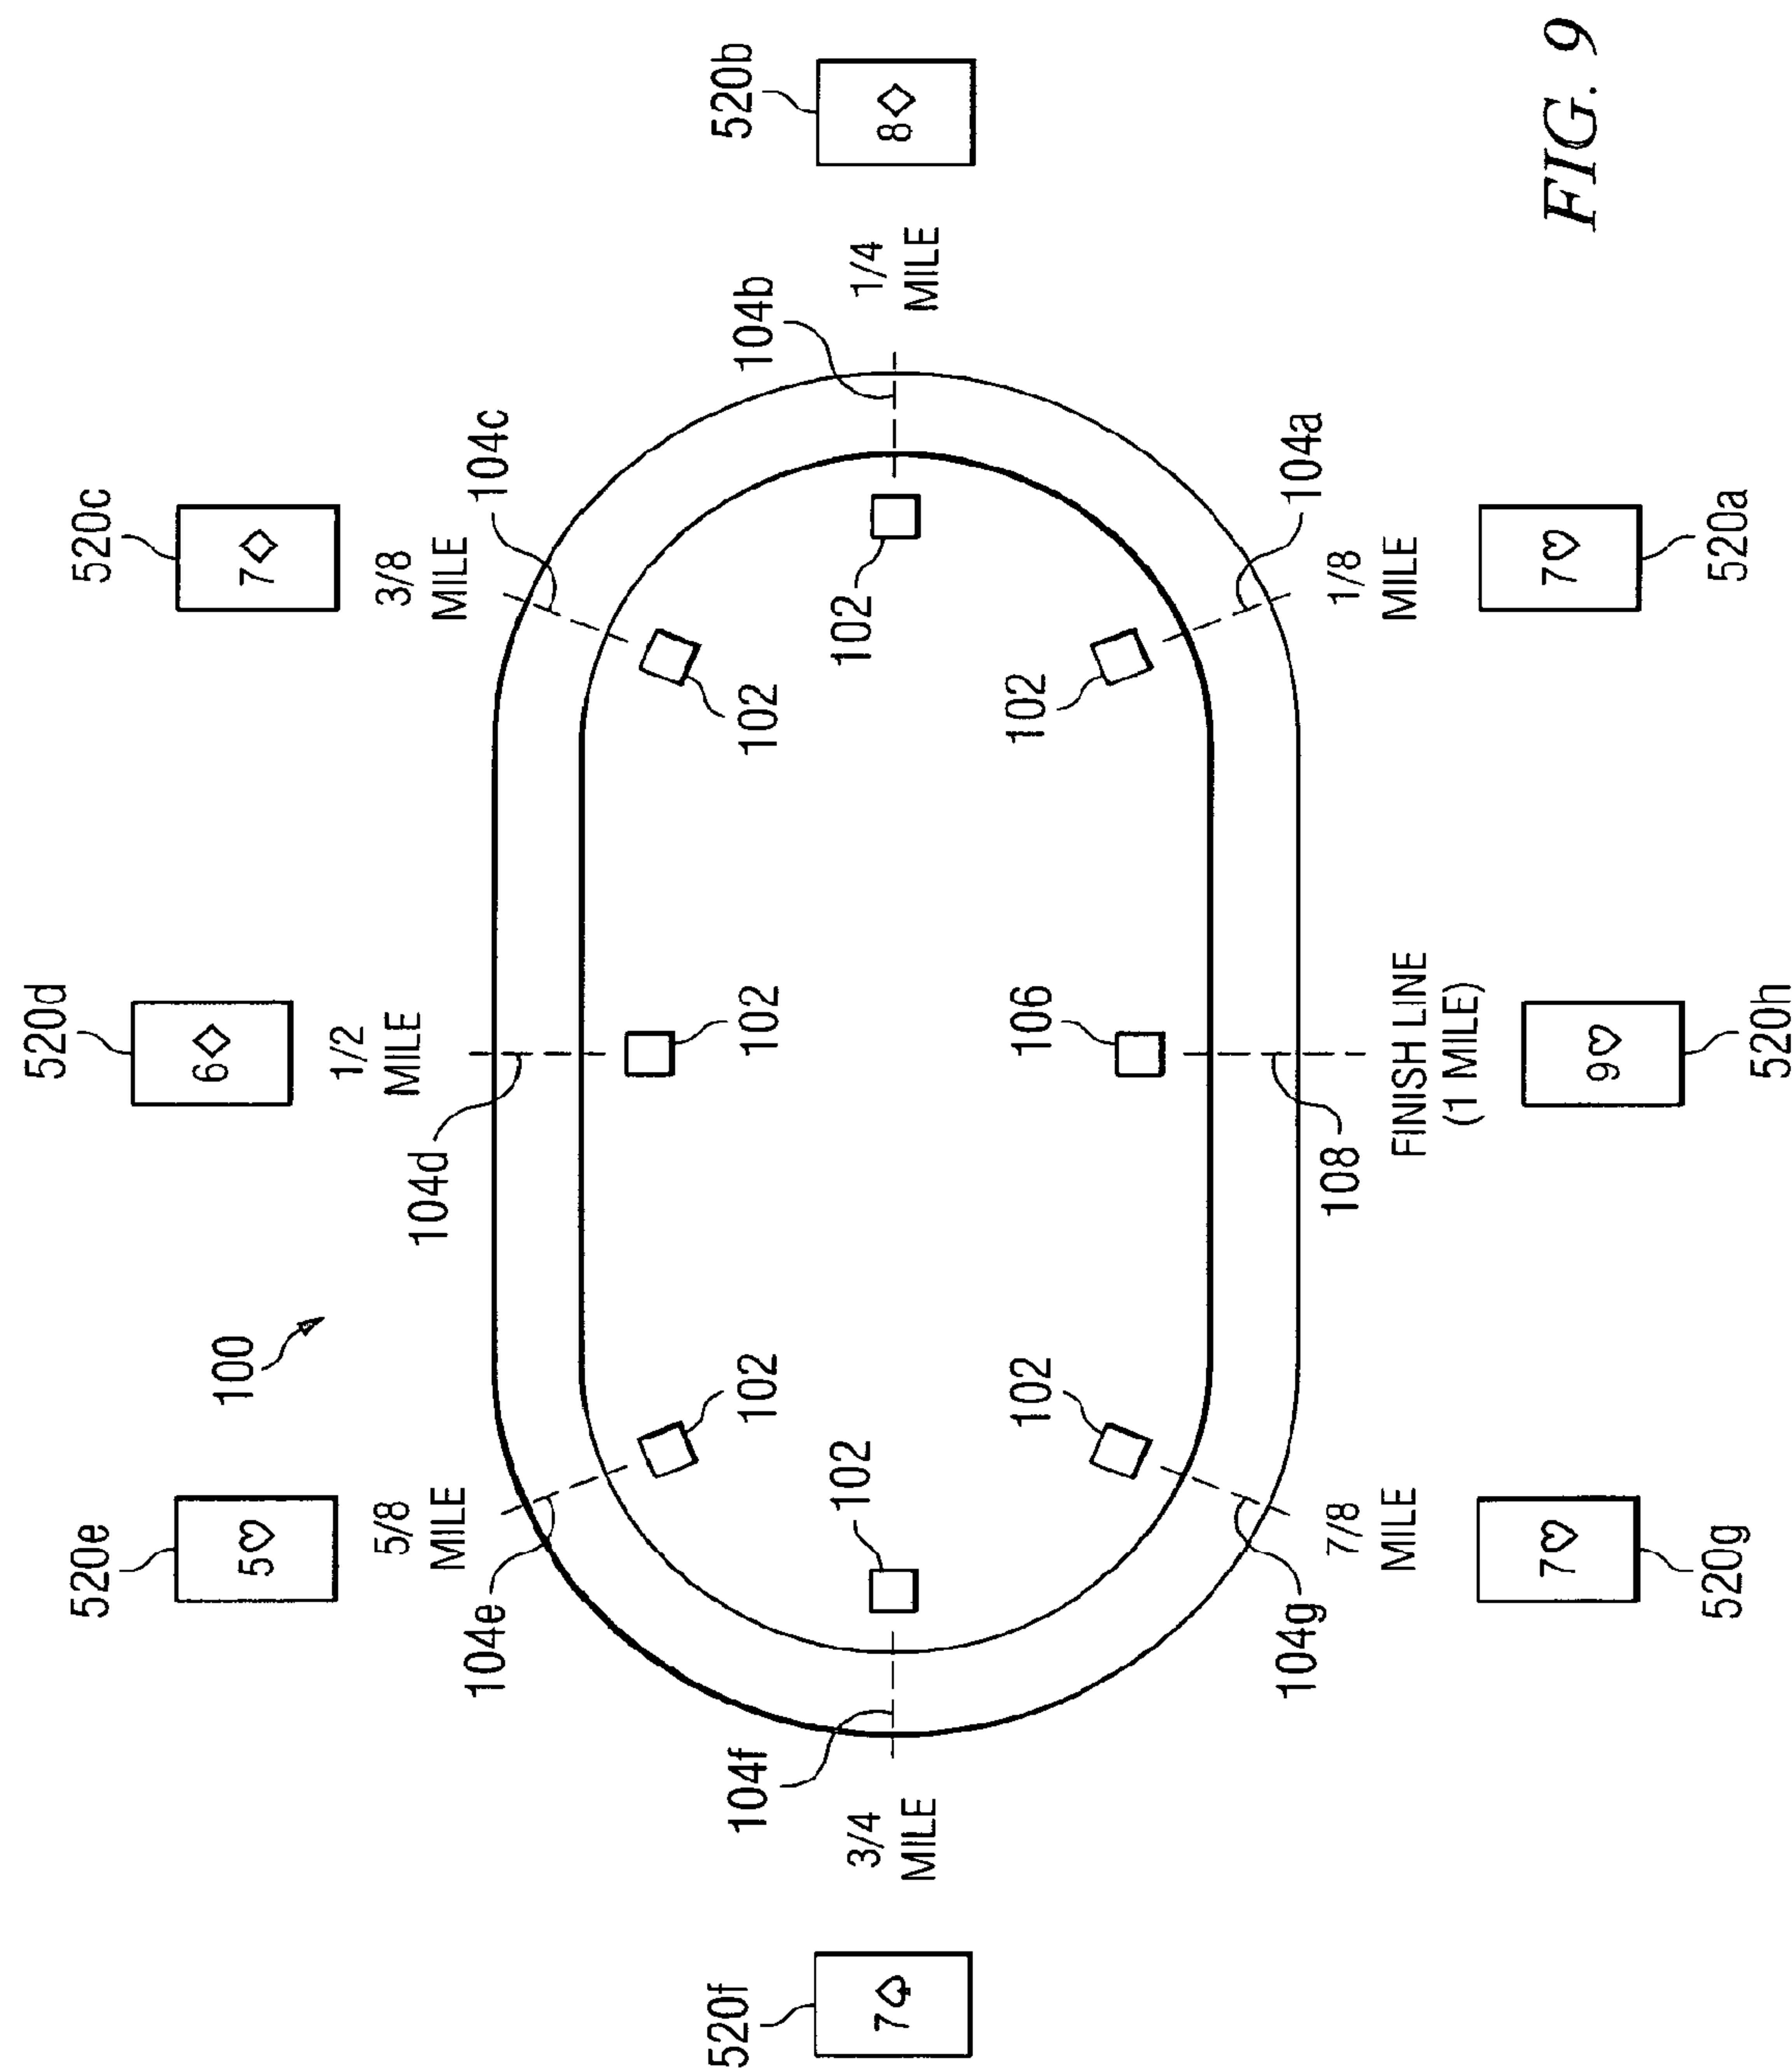 520d
520e
520c
6♢
100
5♡
7♢
1/2
MILE
5/8
MILE
3/8
MILE
104d
104e
104c
520f
104f
104b
520b
102
102
102
102
102
3/4
MILE
1/4
MILE
7♤
8♢
102
106
102
104g
104a
108
7/8
MILE
1/8
MILE
FINISH LINE
(1 MILE)
7♡
7♡
FIG. 9
9♡
520g
520a
520h